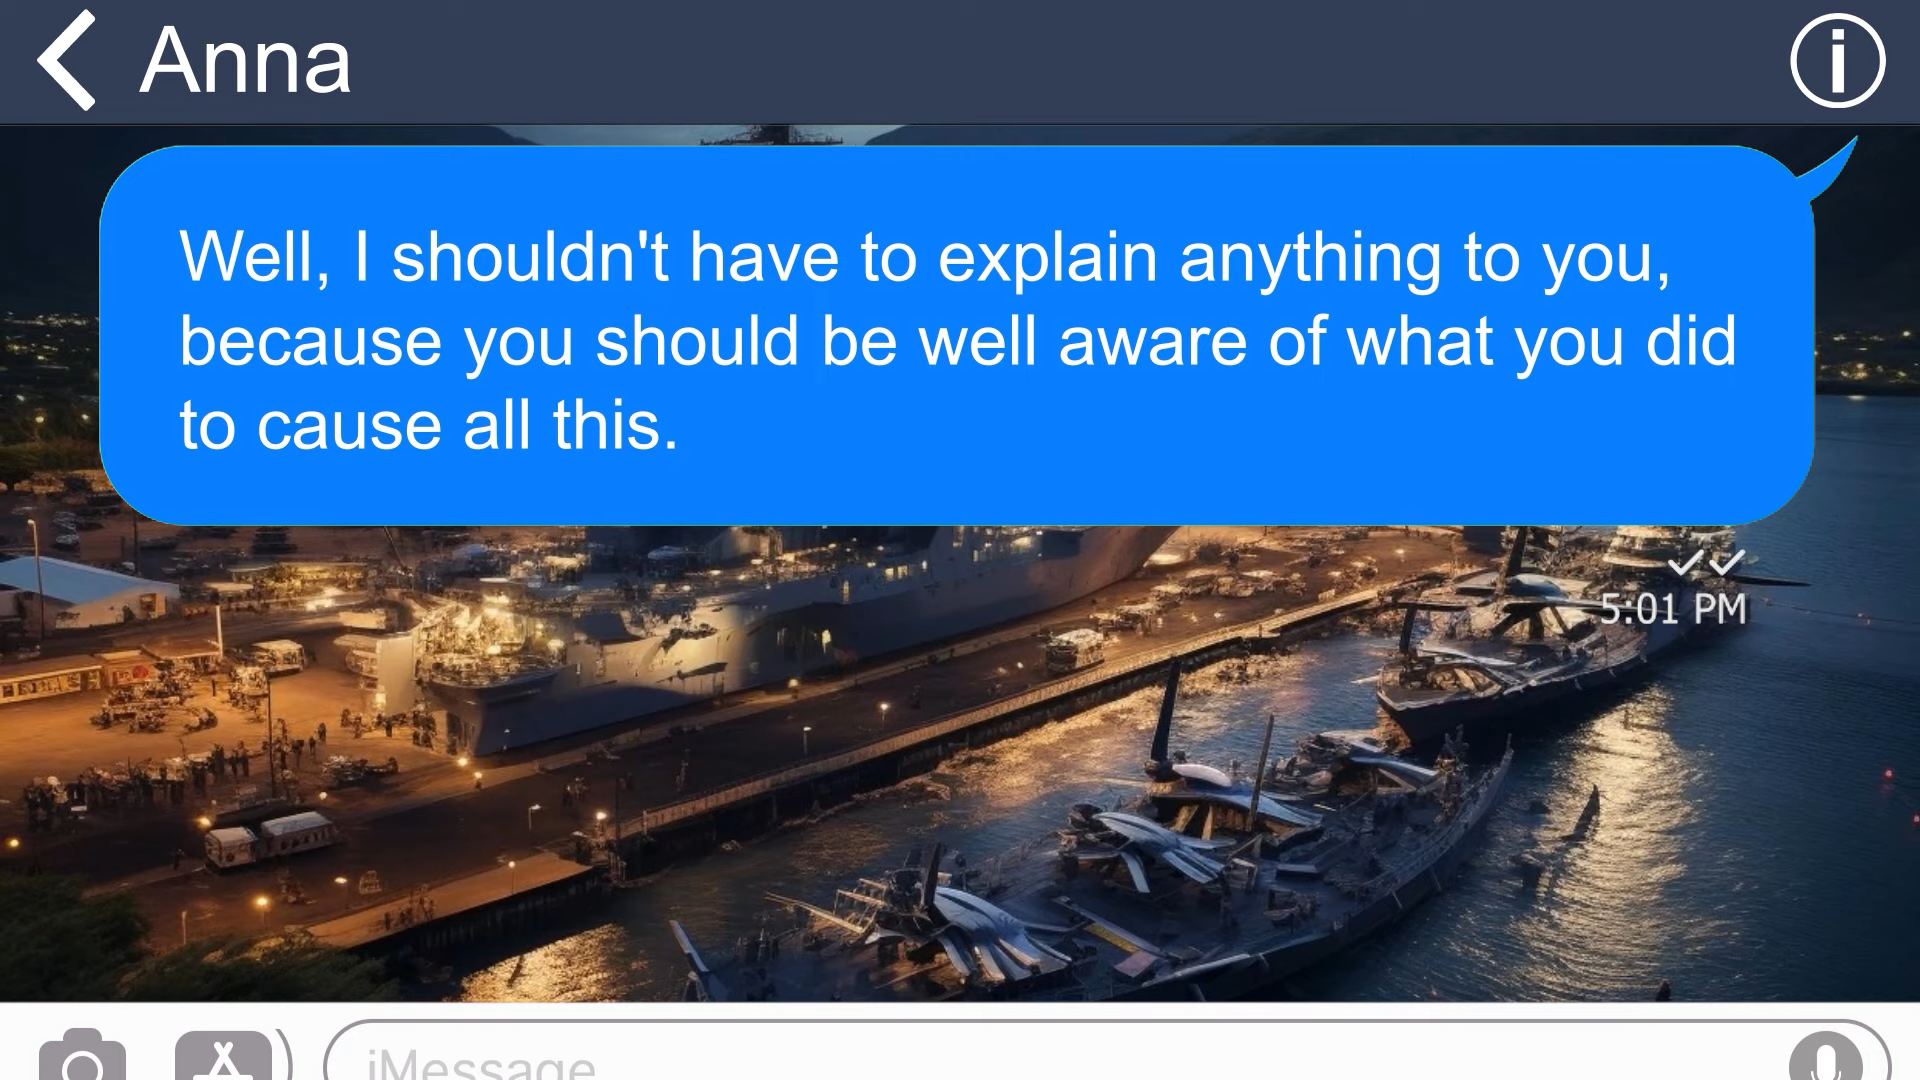 Anna
Well, I shouldn't have to explain anything to you,
because you should be well aware of what you did
to cause all this.
5:01 PM
iMessage